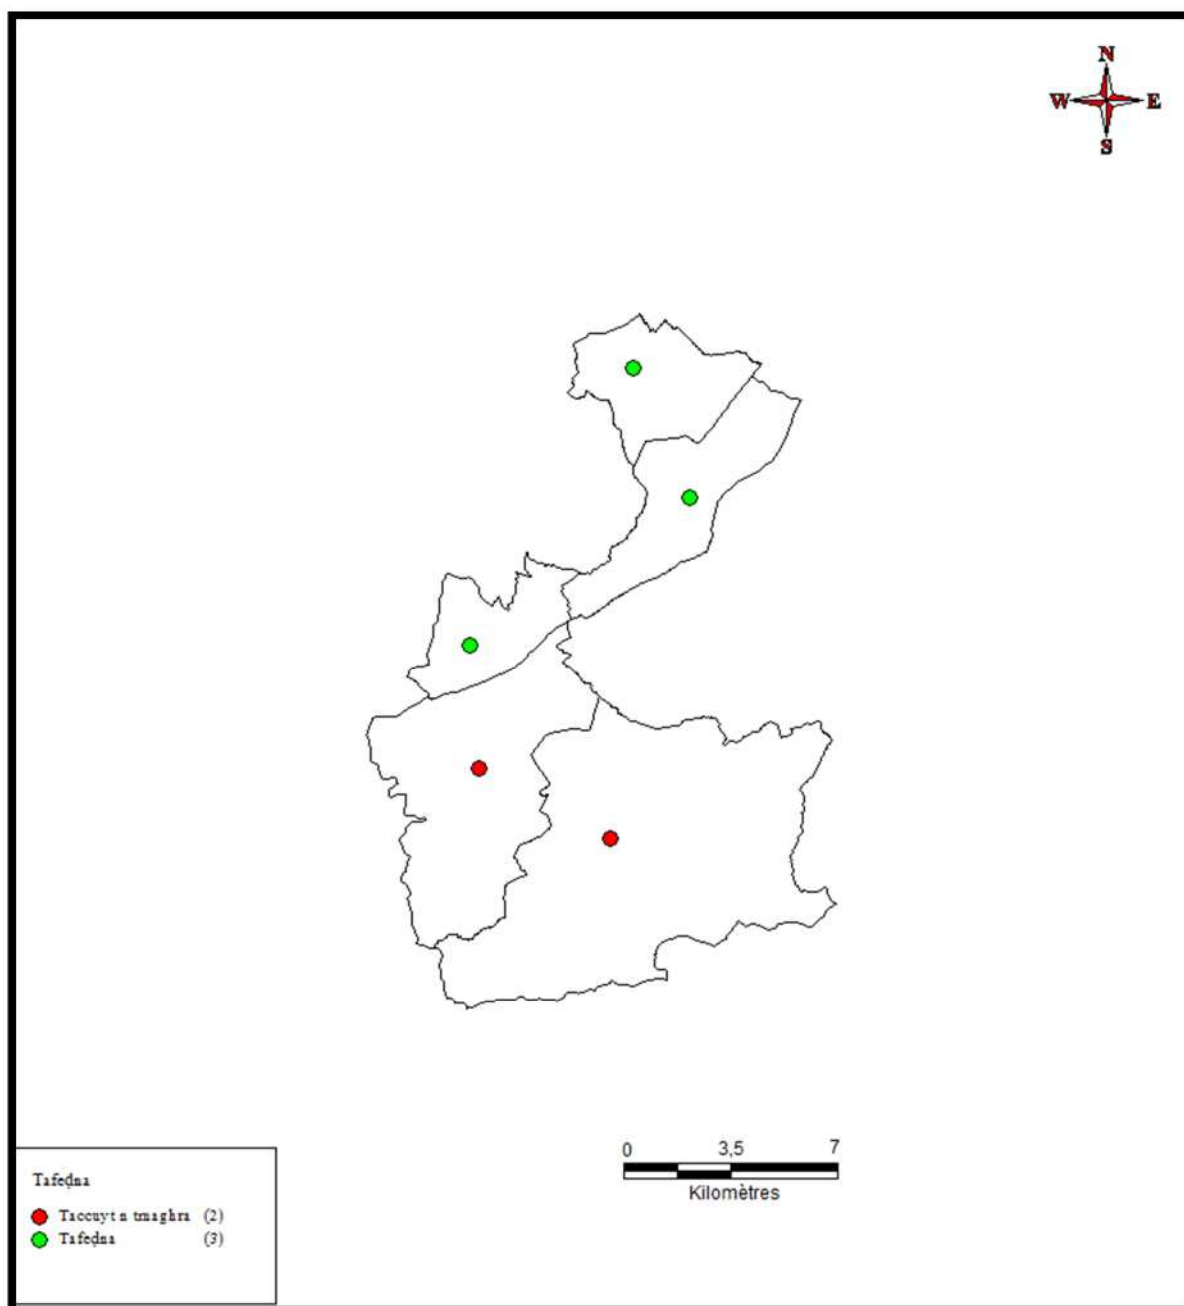 N
W E
S
0 3,5 7
Kilomètres
Tafeḍna
Taccuyt n tmaghra (2)
Tafeḍna (3)